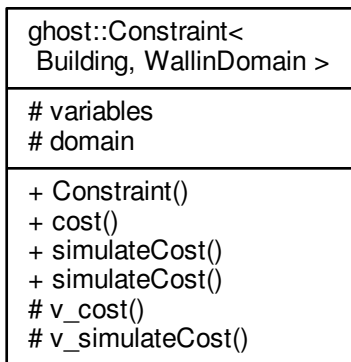 ghost::Constraint<
Building, WallinDomain >
# variables
# domain
+ Constraint()
+ cost()
+ simulateCost()
+ simulateCost()
# v_cost()
# v_simulateCost()